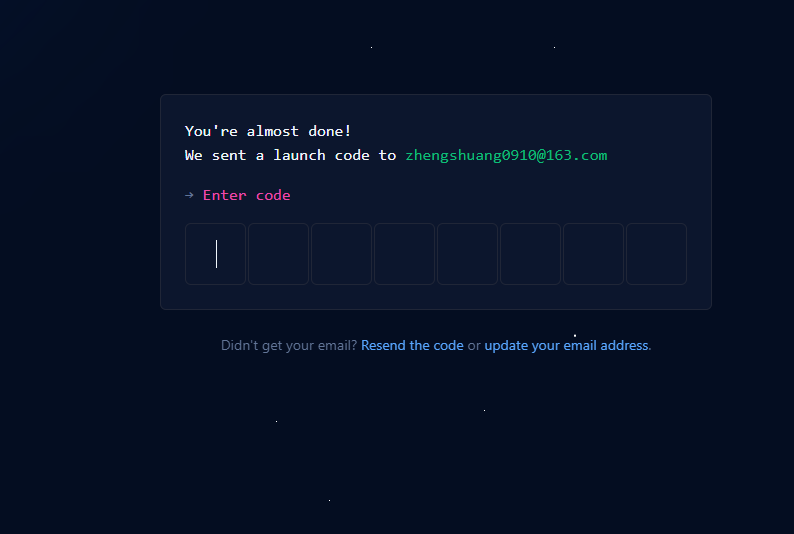 You're almost done!
We sent a launch code to zhengshuang0910@163.com
→ Enter code
Didn't get your email? Resend the code or update your email address.